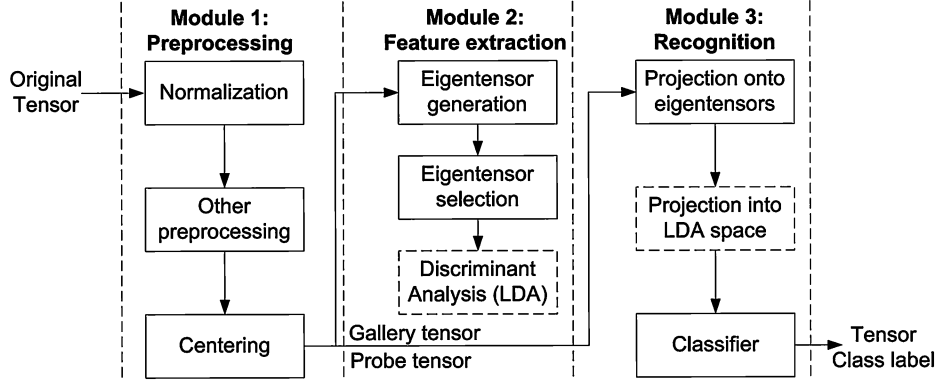 Module 1:
Preprocessing
Module 2:
Feature extraction
Module 3:
Recognition
Original
Tensor
Normalization
Other
preprocessing
Centering
Eigentensor
generation
Eigentensor
selection
Discriminant
Analysis (LDA)
Gallery tensor
Probe tensor
Projection onto
eigentensors
Projection into
LDA space
Classifier
Tensor
Class label